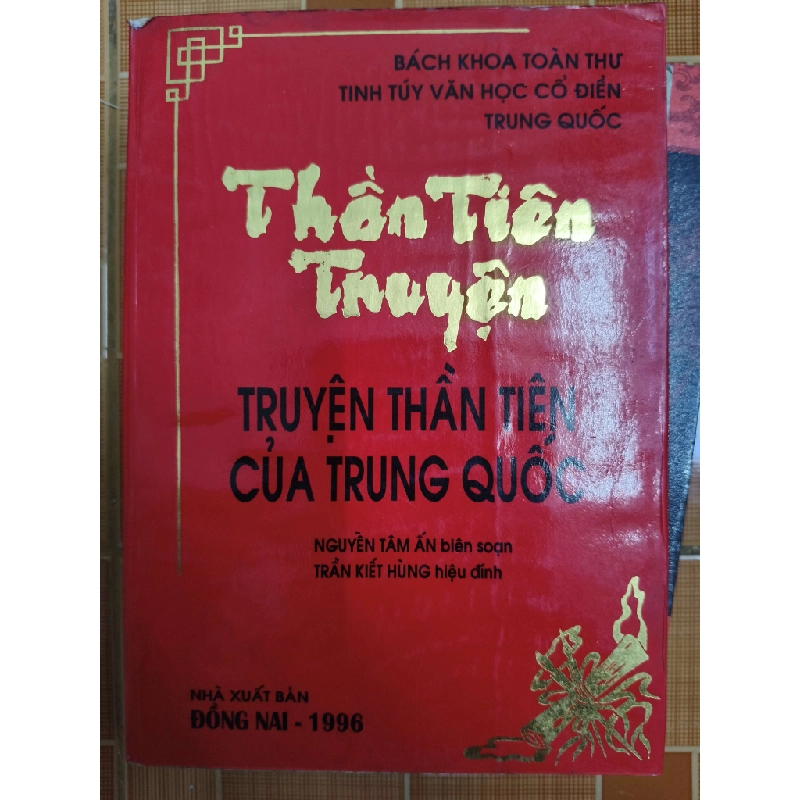 BÁCH KHOA TOÀN THƯ
TINH TÚY VĂN HỌC CỔ ĐIỂN
TRUNG QUỐC
Thần Tiên
Truyện
TRUYỆN THẦN TIÊN
CỦA TRUNG QUỐC
NGUYỄN TÂM ẤN biên soạn
TRẦN KIẾT HÙNG hiệu đính
NHÀ XUẤT BẢN
ĐỒNG NAI - 1996